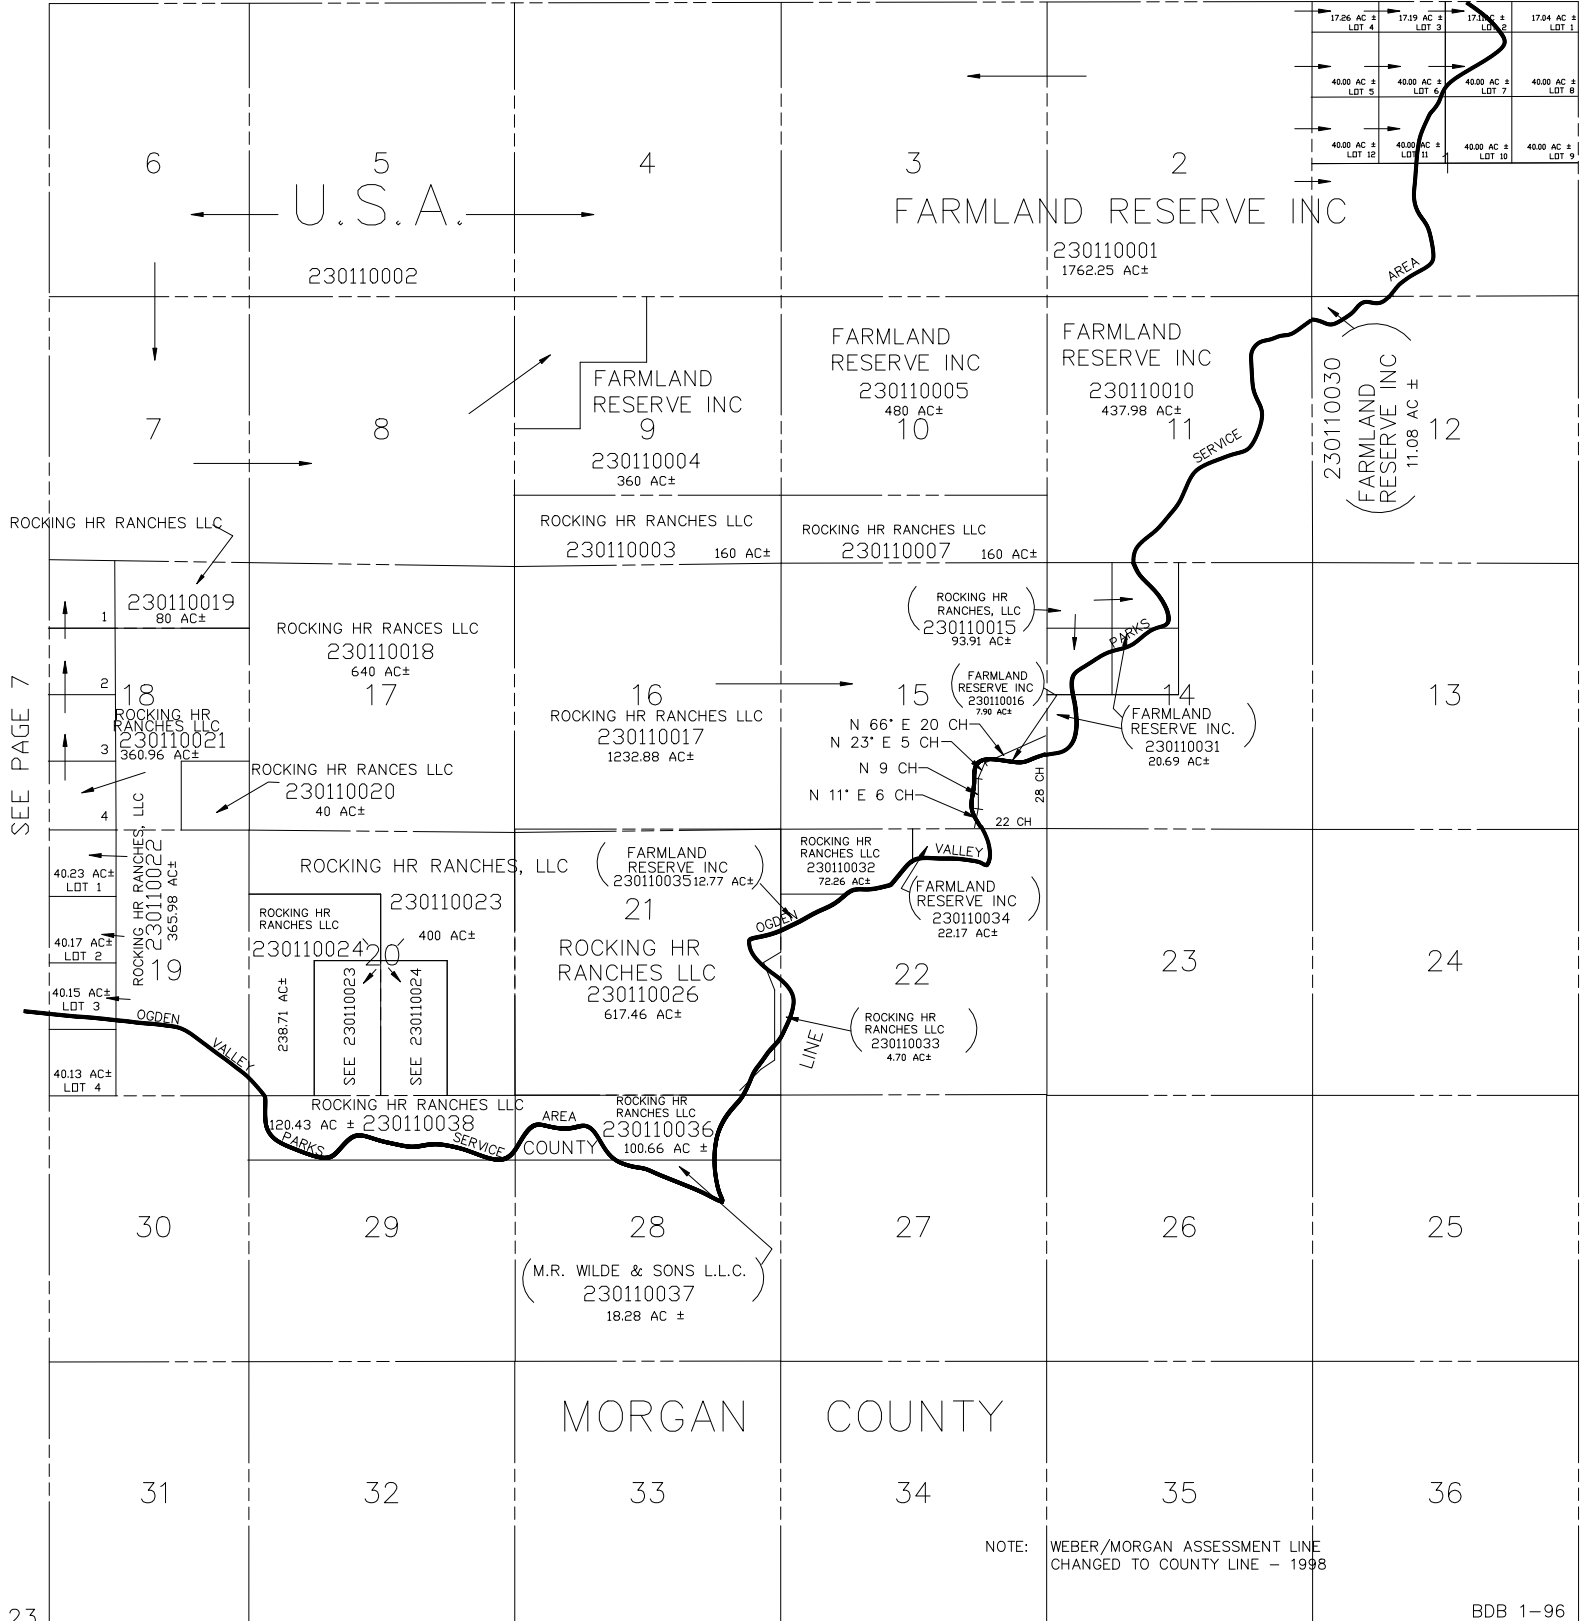 17.26 AC ±
LOT 4
17.19 AC ±
LOT 3
LOT 2
17.04 AC ±
LOT 1
40.00 AC ±
LOT 5
40.00 AC ±
LOT 6
40.00 AC ±
LOT 7
40.00 AC ±
LOT 8
40.00 AC ±
LOT 12
40.00 AC ±
LOT 11
40.00 AC ±
LOT 10
40.00 AC ±
LOT 9
6
5
4
3
2
1
U.S.A.
230110002
FARMLAND RESERVE INC
230110001
1762.25 AC±
AREA
FARMLAND
RESERVE INC
230110005
480 AC±
10
FARMLAND
RESERVE INC
230110010
437.98 AC±
11
230110030
FARMLAND
RESERVE INC
11.08 AC ±
12
7
8
FARMLAND
RESERVE INC
9
230110004
360 AC±
SERVICE
ROCKING HR RANCHES LLC
ROCKING HR RANCHES LLC
230110003 160 AC±
ROCKING HR RANCHES LLC
230110007 160 AC±
1
230110019
80 AC±
2
18
ROCKING HR
RANCHES LLC
230110021
360.96 AC±
3
4
SEE PAGE 7
ROCKING HR RANCES LLC
230110018
640 AC±
17
ROCKING HR RANCES LLC
230110020
40 AC±
16
ROCKING HR RANCHES LLC
230110017
1232.88 AC±
15
ROCKING HR
RANCHES, LLC
230110015
93.91 AC±
PARKS
FARMLAND
RESERVE INC
230110016
7.90 AC±
14
FARMLAND
RESERVE INC.
230110031
20.69 AC±
13
N 66° E 20 CH
N 23° E 5 CH
N 9 CH
N 11° E 6 CH
28 CH
22 CH
40.23 AC±
LOT 1
40.17 AC±
LOT 2
40.15 AC±
LOT 3
40.13 AC±
LOT 4
ROCKING HR RANCHES, LLC
230110022
365.98 AC±
19
ROCKING HR RANCHES, LLC
230110023
400 AC±
ROCKING HR
RANCHES LLC
230110024
20
238.71 AC±
SEE 230110023
SEE 230110024
FARMLAND
RESERVE INC
230110035 12.77 AC±
21
ROCKING HR
RANCHES LLC
230110026
617.46 AC±
ROCKING HR
RANCHES LLC
230110032
72.26 AC±
VALLEY
OGDEN
FARMLAND
RESERVE INC
230110034
22.17 AC±
22
23
24
ROCKING HR
RANCHES LLC
230110033
4.70 AC±
LINE
OGDEN
VALLEY
ROCKING HR RANCHES LLC
120.43 AC ± 230110038
PARKS
SERVICE
AREA
COUNTY
ROCKING HR
RANCHES LLC
230110036
100.66 AC ±
30
29
28
27
26
25
M.R. WILDE & SONS L.L.C.
230110037
18.28 AC ±
MORGAN COUNTY
31
32
33
34
35
36
NOTE: WEBER/MORGAN ASSESSMENT LINE
CHANGED TO COUNTY LINE – 1998
23
BDB 1–96